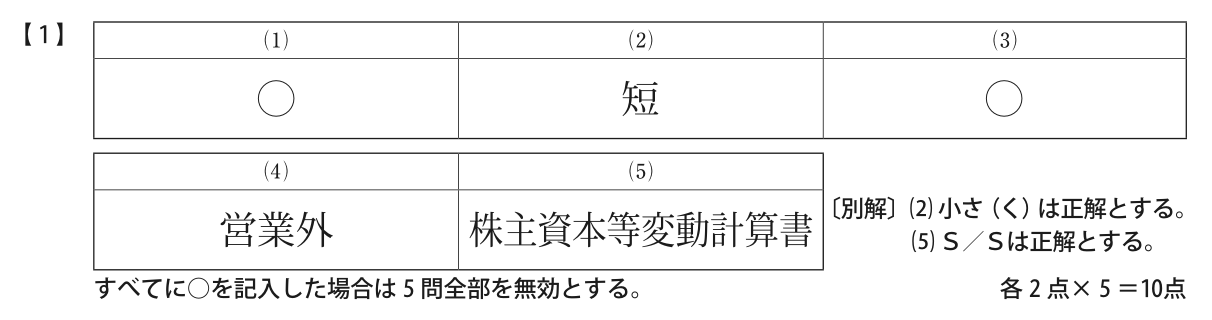 【1】
(1) (2) (3)
○ 短 ○
(4) (5)
営業外 株主資本等変動計算書
〔別解〕(2)小さ(く)は正解とする。
(5)S/Sは正解とする。
すべてに○を記入した場合は5問全部を無効とする。 各2点×5=10点